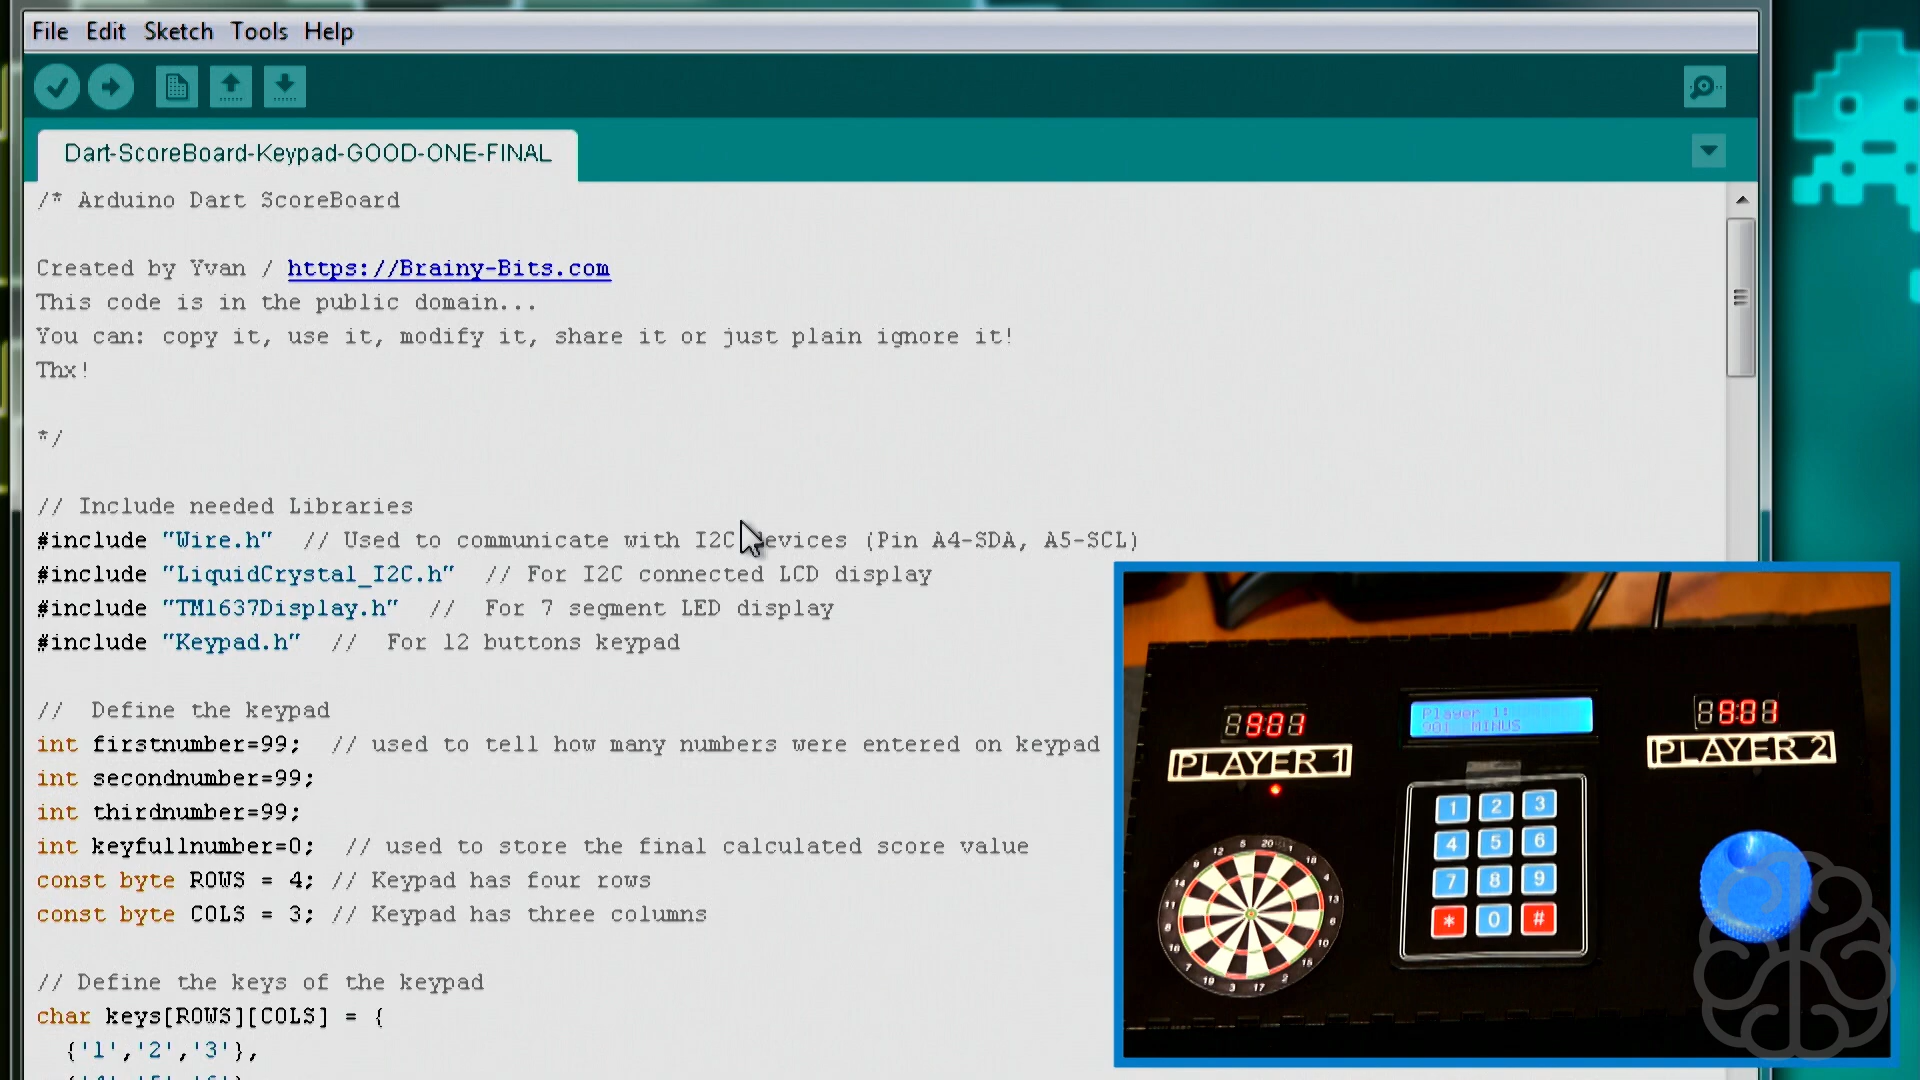 File Edit Sketch Tools Help
Dart-ScoreBoard-Keypad-GOOD-ONE-FINAL
/* Arduino Dart ScoreBoard
Created by Yvan / https://Brainy-Bits.com
This code is in the public domain...
You can: copy it, use it, modify it, share it or just plain ignore it!
Thx!
*/
// Include needed Libraries
#include "Wire.h"  // Used to communicate with I2C devices (Pin A4-SDA, A5-SCL)
#include "LiquidCrystal_I2C.h"  // For I2C connected LCD display
#include "TM1637Display.h"  //  For 7 segment LED display
#include "Keypad.h"  //  For 12 buttons keypad
//  Define the keypad
int firstnumber=99;  // used to tell how many numbers were entered on keypad
int secondnumber=99;
int thirdnumber=99;
int keyfullnumber=0;  // used to store the final calculated score value
const byte ROWS = 4; // Keypad has four rows
const byte COLS = 3; // Keypad has three columns
// Define the keys of the keypad
char keys[ROWS][COLS] = {
{'1','2','3'},
901
Player 1:
901 MINUS
901
PLAYER 1
PLAYER 2
1 2 3
4 5 6
7 8 9
* 0 #